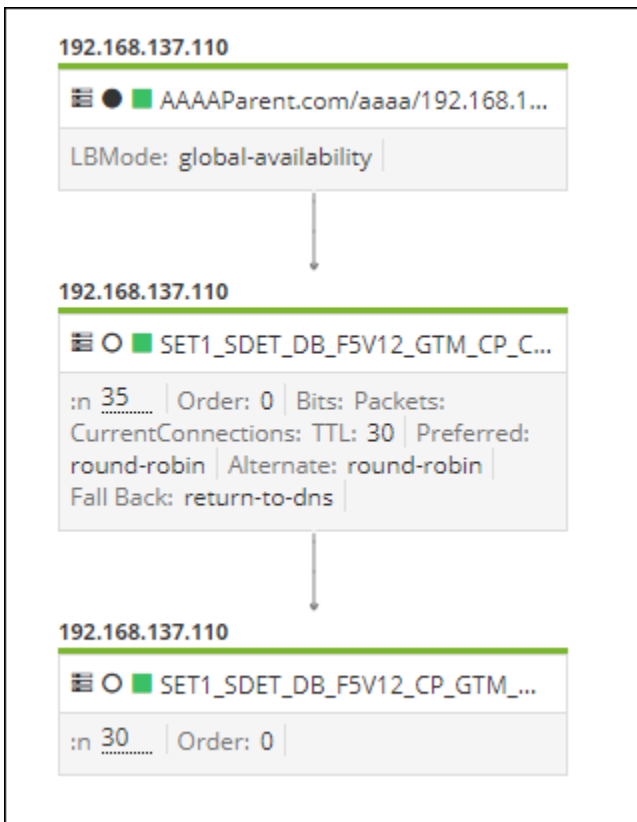 192.168.137.110
AAAAParent.com/aaaa/192.168.1...
LBMode: global-availability
192.168.137.110
SET1_SDET_DB_F5V12_GTM_CP_C...
:n 35 Order: 0 Bits: Packets:
CurrentConnections: TTL: 30 Preferred:
round-robin Alternate: round-robin
Fall Back: return-to-dns
192.168.137.110
SET1_SDET_DB_F5V12_CP_GTM_...
:n 30 Order: 0